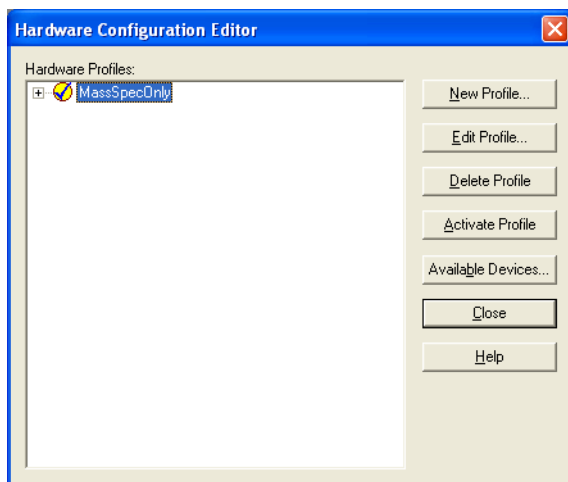 Hardware Configuration Editor
Hardware Profiles:
MassSpecOnly
New Profile...
Edit Profile...
Delete Profile
Activate Profile
Available Devices...
Close
Help